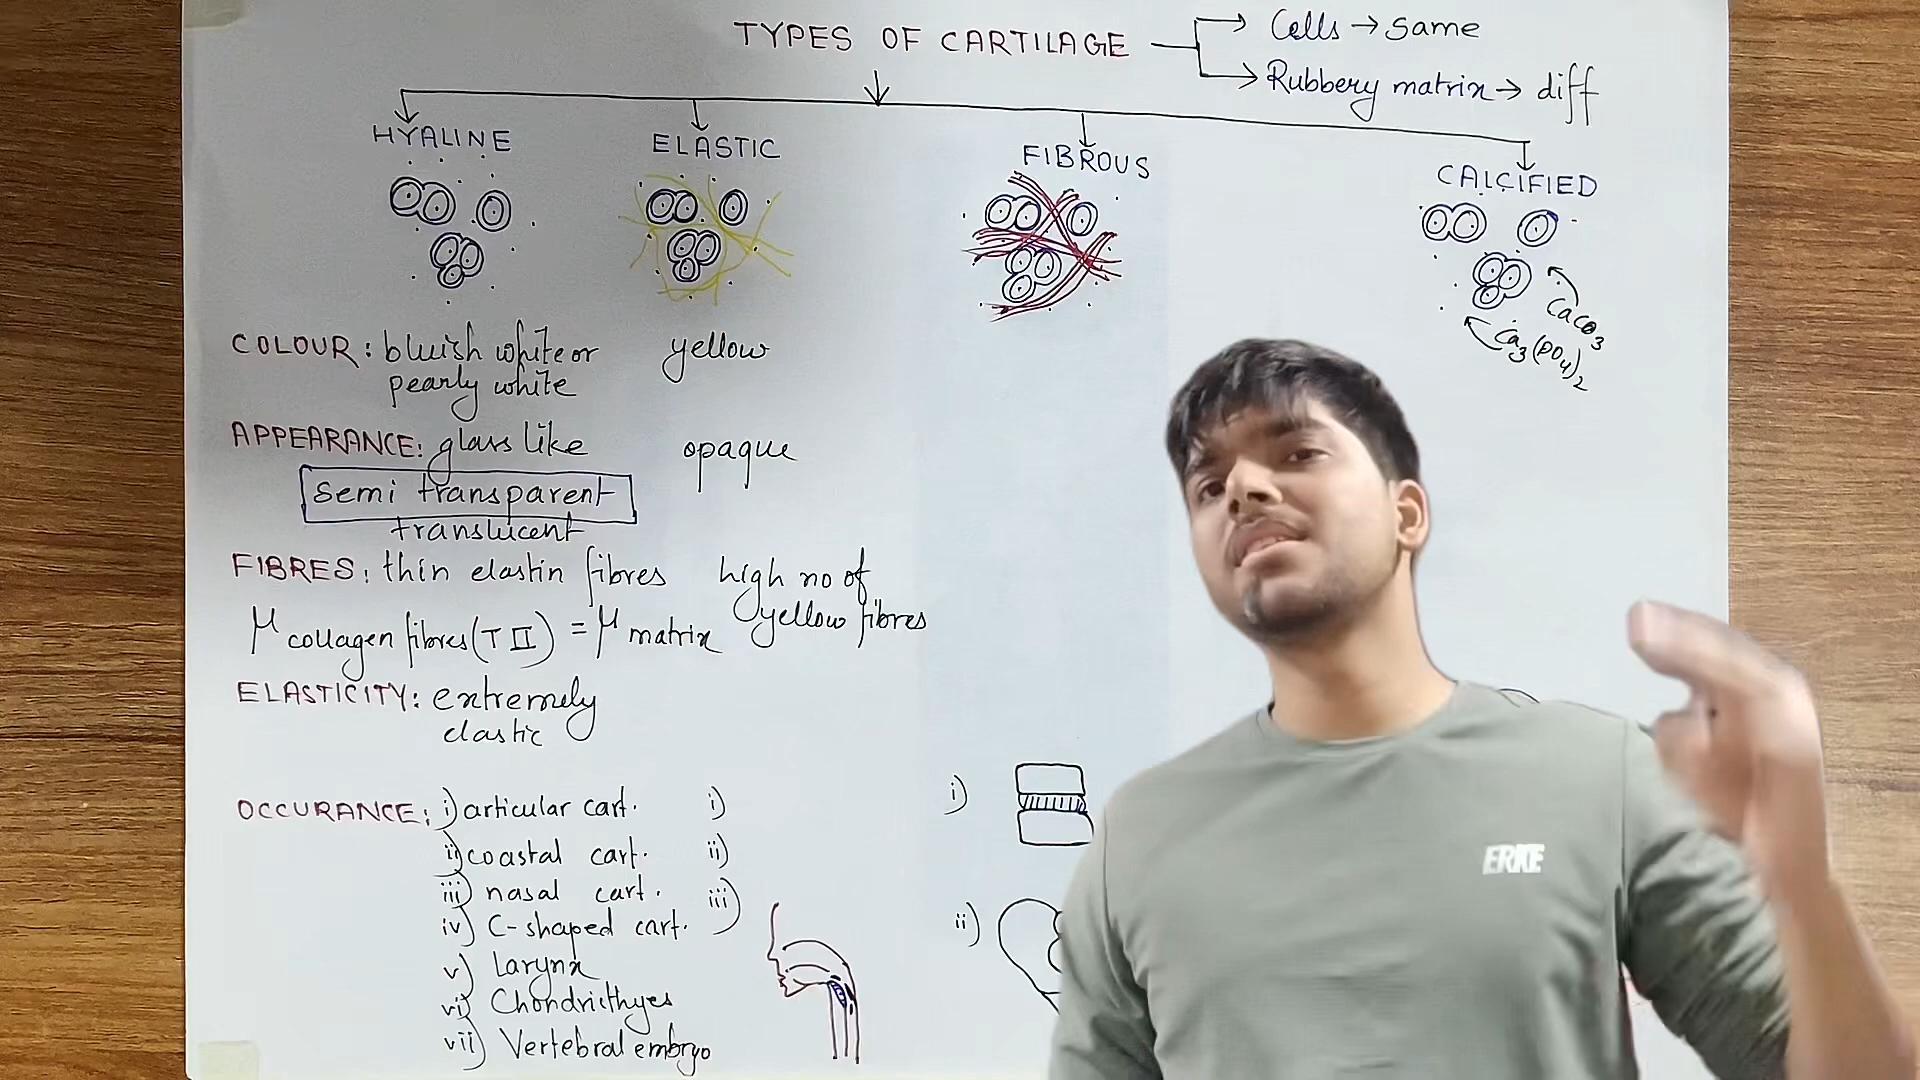 TYPES OF CARTILAGE
Cells → same
Rubbery matrix → diff
HYALINE
ELASTIC
FIBROUS
CALCIFIED
CaCO3
Ca3(PO4)2
COLOUR: bluish white or
pearly white
yellow
APPEARANCE: glass like
opaque
semi transparent
translucent
FIBRES: thin elastin fibres
high no of
yellow fibres
μ collagen fibres (T II) = μ matrix
ELASTICITY: extremely
elastic
OCCURANCE: i) articular cart.
ii) coastal cart.
iii) nasal cart.
iv) C-shaped cart.
v) Larynx
vi) Chondricthyes
vii) Vertebral embryo
i)
ii)
iii)
i)
ii)
ERKE